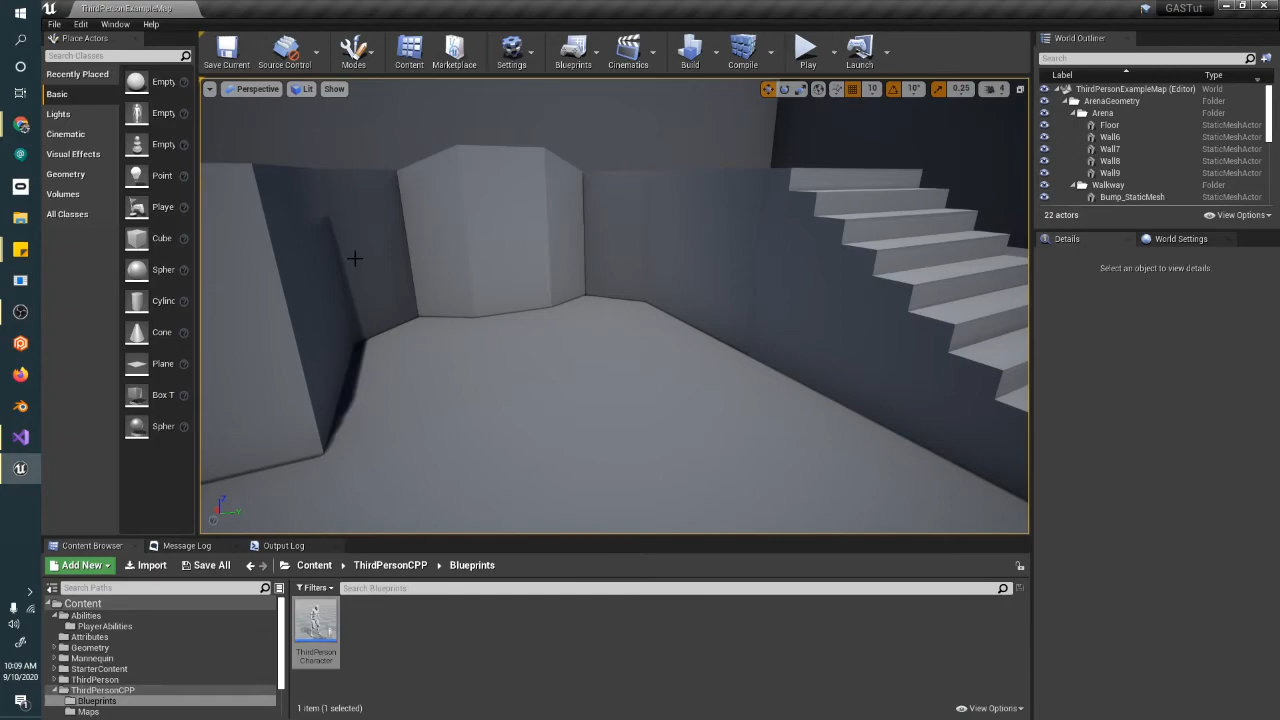 ThirdPersonExampleMap
GASTut
File Edit Window Help
Place Actors
Search Classes
Recently Placed
Basic
Lights
Cinematic
Visual Effects
Geometry
Volumes
All Classes
Empty
Empty
Empty
Point
Playe
Cube
Spher
Cylinc
Cone
Plane
Box T
Spher
Save Current
Source Control
Modes
Content
Marketplace
Settings
Blueprints
Cinematics
Build
Compile
Play
Launch
Perspective Lit Show
10 10° 0.25 4
World Outliner
Search
Label Type
ThirdPersonExampleMap (Editor) World
ArenaGeometry Folder
Arena Folder
Floor StaticMeshActor
Wall6 StaticMeshActor
Wall7 StaticMeshActor
Wall8 StaticMeshActor
Wall9 StaticMeshActor
Walkway Folder
Bump_StaticMesh StaticMeshActor
22 actors View Options
Details World Settings
Select an object to view details.
Z
Y
Content Browser Message Log Output Log
Add New Import Save All Content ThirdPersonCPP Blueprints
Search Paths
Filters Search Blueprints
Content
Abilities
PlayerAbilities
Attributes
Geometry
Mannequin
StarterContent
ThirdPerson
ThirdPersonCPP
Blueprints
Maps
ThirdPerson
Character
1 item (1 selected) View Options
10:09 AM
9/10/2020